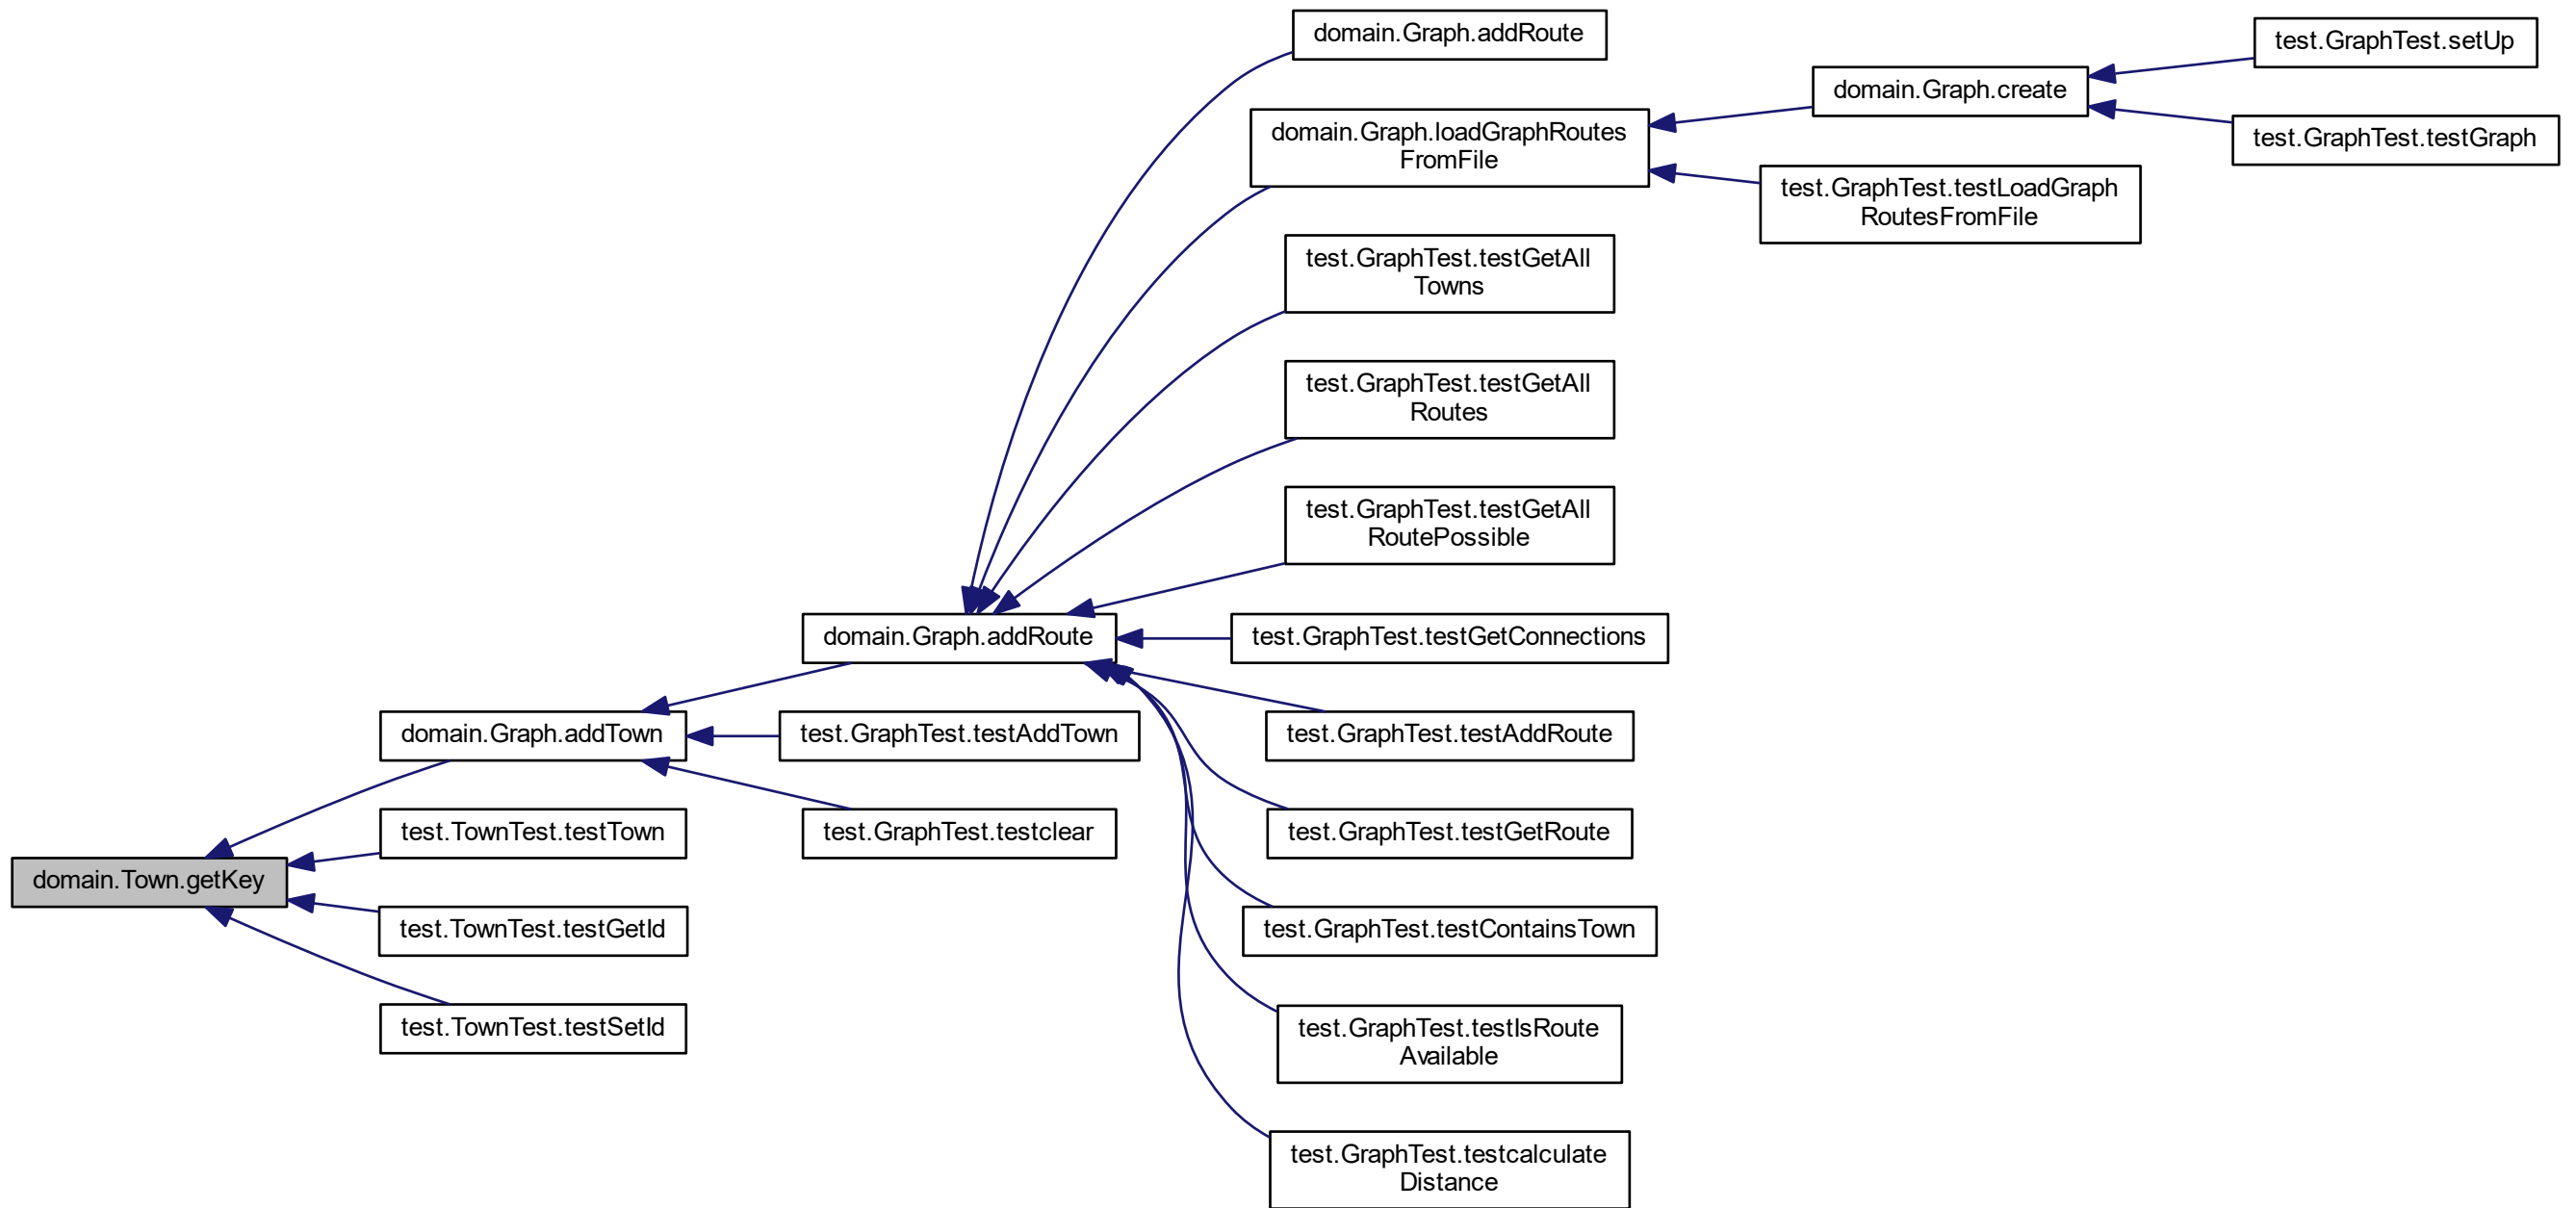 domain.Graph.addRoute
test.GraphTest.setUp
domain.Graph.create
domain.Graph.loadGraphRoutes
FromFile
test.GraphTest.testGraph
test.GraphTest.testLoadGraph
RoutesFromFile
test.GraphTest.testGetAll
Towns
test.GraphTest.testGetAll
Routes
test.GraphTest.testGetAll
RoutePossible
domain.Graph.addRoute
test.GraphTest.testGetConnections
domain.Graph.addTown
test.GraphTest.testAddTown
test.GraphTest.testAddRoute
test.TownTest.testTown
test.GraphTest.testclear
test.GraphTest.testGetRoute
domain.Town.getKey
test.TownTest.testGetId
test.GraphTest.testContainsTown
test.TownTest.testSetId
test.GraphTest.testIsRoute
Available
test.GraphTest.testcalculate
Distance